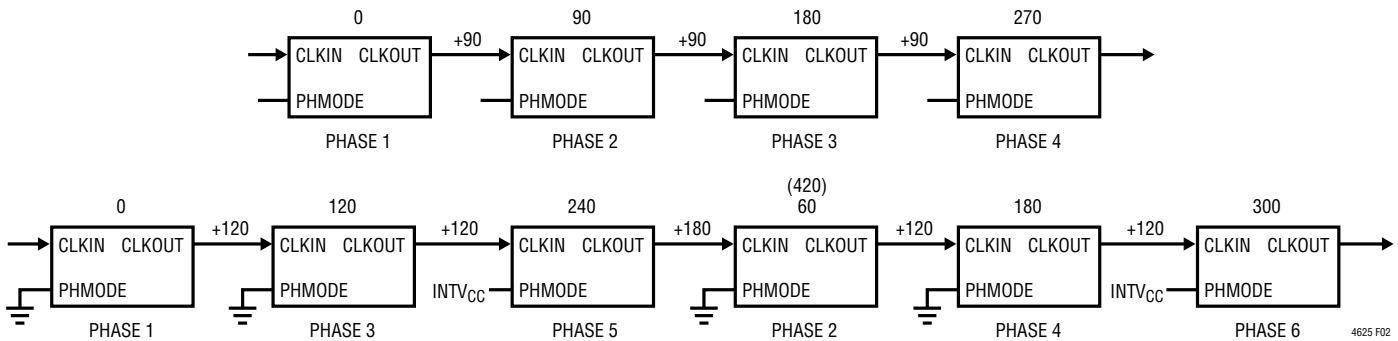 0 90 180 270
CLKIN CLKOUT +90 CLKIN CLKOUT +90 CLKIN CLKOUT +90 CLKIN CLKOUT
PHMODE PHMODE PHMODE PHMODE
PHASE 1 PHASE 2 PHASE 3 PHASE 4
(420)
0 120 240 60 180 300
CLKIN CLKOUT +120 CLKIN CLKOUT +120 CLKIN CLKOUT +180 CLKIN CLKOUT +120 CLKIN CLKOUT +120 CLKIN CLKOUT
PHMODE PHMODE INTVCC PHMODE PHMODE PHMODE INTVCC PHMODE
PHASE 1 PHASE 3 PHASE 5 PHASE 2 PHASE 4 PHASE 6 4625 F02